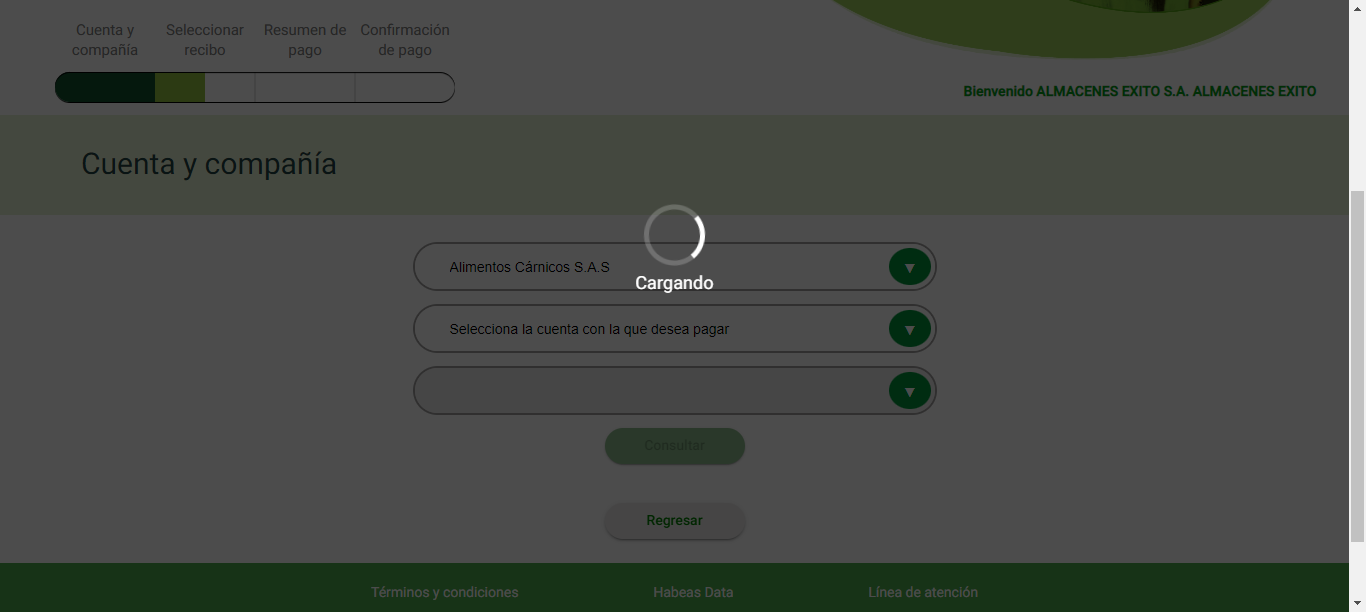 Cuenta y compañía
Seleccionar recibo
Resumen de pago
Confirmación de pago
Bienvenido ALMACENES EXITO S.A. ALMACENES EXITO
Cuenta y compañía
Alimentos Cárnicos S.A.S
Cargando
Selecciona la cuenta con la que desea pagar
Consultar
Regresar
Términos y condiciones
Habeas Data
Línea de atención